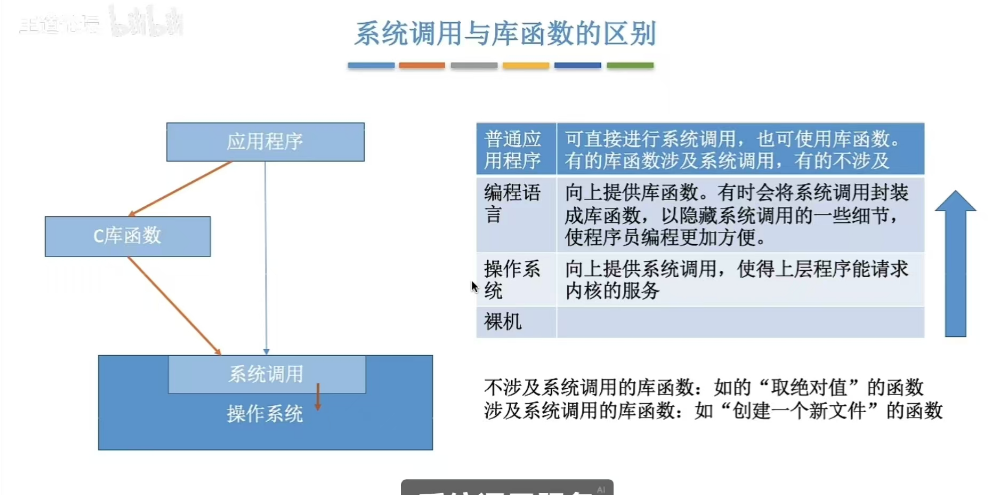 系统调用与库函数的区别
应用程序
C库函数
系统调用
操作系统
普通应
用程序
可直接进行系统调用，也可使用库函数。
有的库函数涉及系统调用，有的不涉及
编程语
言
向上提供库函数。有时会将系统调用封装
成库函数，以隐藏系统调用的一些细节，
使程序员编程更加方便。
操作系
统
向上提供系统调用，使得上层程序能请求
内核的服务
裸机
不涉及系统调用的库函数：如的“取绝对值”的函数
涉及系统调用的库函数：如“创建一个新文件”的函数
bilibili
AI